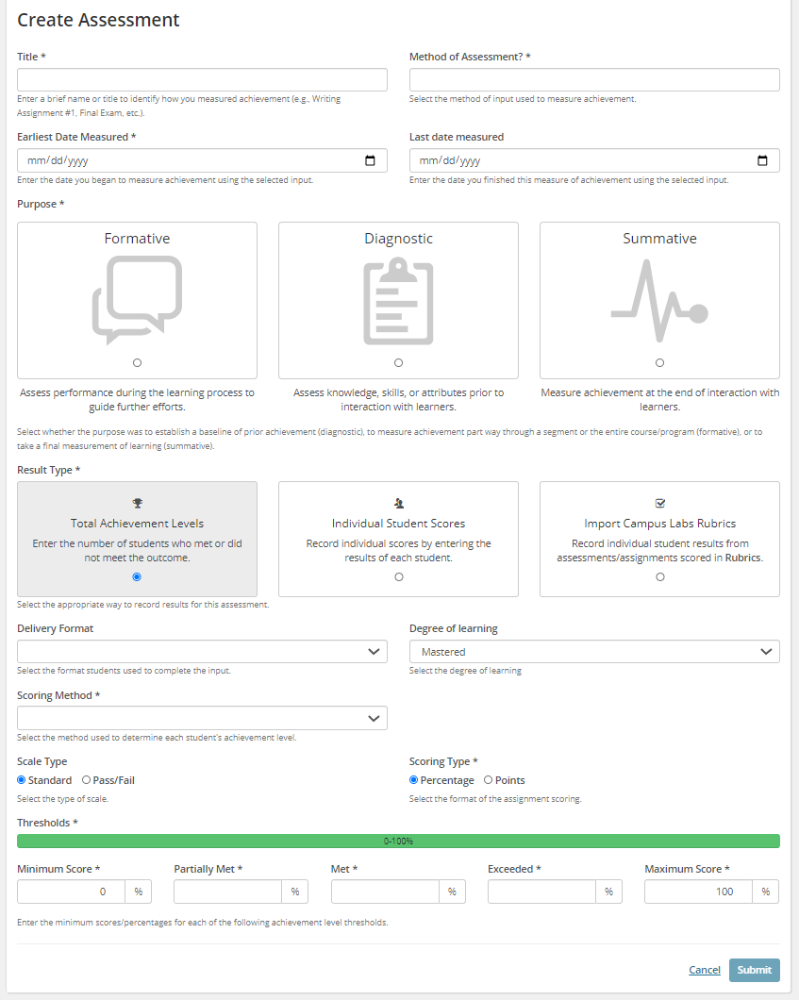 Create Assessment
Title *
Method of Assessment? *
Enter a brief name or title to identify how you measured achievement (e.g., Writing
Assignment #1, Final Exam, etc.).
Select the method of input used to measure achievement.
Earliest Date Measured *
Last date measured
mm/dd/yyyy
mm/dd/yyyy
Enter the date you began to measure achievement using the selected input.
Enter the date you finished this measure of achievement using the selected input.
Purpose *
Formative
Diagnostic
Summative
Assess performance during the learning process to
guide further efforts.
Assess knowledge, skills, or attributes prior to
interaction with learners.
Measure achievement at the end of interaction with
learners.
Select whether the purpose was to establish a baseline of prior achievement (diagnostic), to measure achievement part way through a segment or the entire course/program (formative), or to
take a final measurement of learning (summative).
Result Type *
Total Achievement Levels
Enter the number of students who met or did
not meet the outcome.
Individual Student Scores
Record individual scores by entering the
results of each student.
Import Campus Labs Rubrics
Record individual student results from
assessments/assignments scored in Rubrics.
Select the appropriate way to record results for this assessment.
Delivery Format
Degree of learning
Mastered
Select the format students used to complete the input.
Select the degree of learning
Scoring Method *
Select the method used to determine each student's achievement level.
Scale Type
Scoring Type *
Standard Pass/Fail
Percentage Points
Select the type of scale.
Select the format of the assignment scoring.
Thresholds *
0-100%
Minimum Score *
Partially Met *
Met *
Exceeded *
Maximum Score *
0 %
%
%
%
100 %
Enter the minimum scores/percentages for each of the following achievement level thresholds.
Cancel
Submit